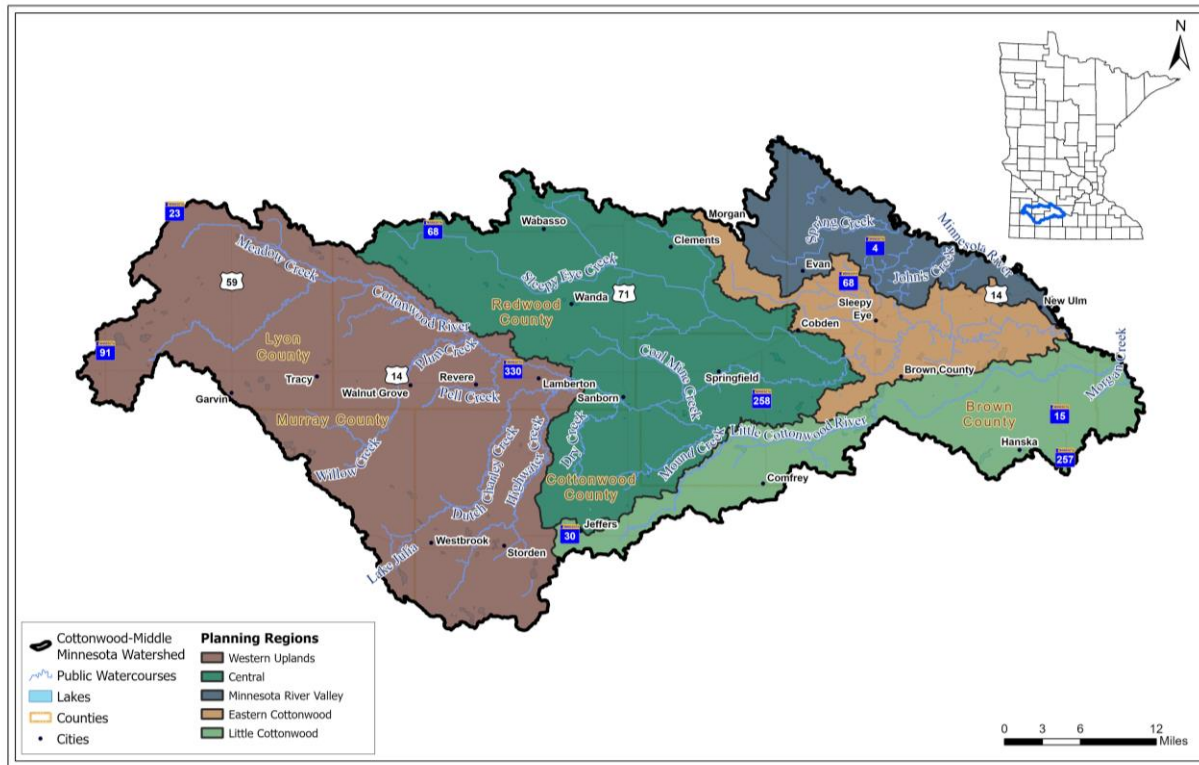 N
Morgan
23
Wabasso
68
Clements
Spring Creek
4
Minnesota River
Meadow Creek
59
Sleepy Eye Creek
Evan
John's Creek
68
14
Redwood
County
Wanda
71
Sleepy
Eye
New Ulm
Cottonwood River
Cobden
Lyon
County
91
Plum Creek
Coal Mine Creek
Morgan Creek
Tracy
14
Revere
330
Lamberton
Springfield
Brown County
Garvin
Walnut Grove
Pell Creek
Sanborn
258
Brown
County
15
Murray County
Little Cottonwood River
Dry Creek
Mound Creek
Hanska
257
Willow Creek
Dutch Charley Creek
Highwater Creek
Cottonwood
County
Comfrey
Jeffers
30
Westbrook
Storden
Lake Julia
Cottonwood-Middle
Minnesota Watershed
Public Watercourses
Lakes
Counties
Cities
Planning Regions
Western Uplands
Central
Minnesota River Valley
Eastern Cottonwood
Little Cottonwood
0 3 6 12
Miles